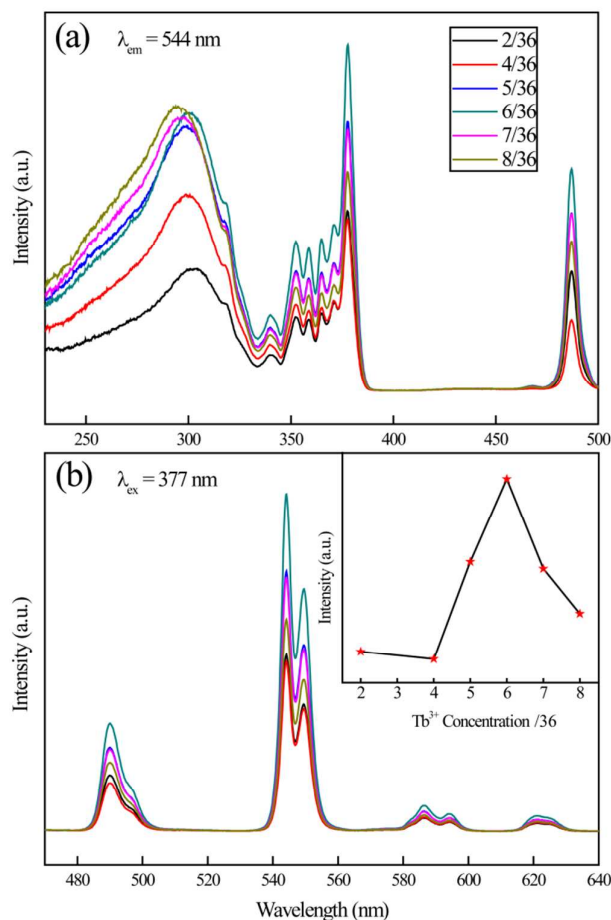 (a)
λem = 544 nm
2/36
4/36
5/36
6/36
7/36
8/36
Intensity (a.u.)
250 300 350 400 450 500
(b)
λex = 377 nm
Intensity (a.u.)
Intensity (a.u.)
2 3 4 5 6 7 8
Tb³⁺ Concentration /36
480 500 520 540 560 580 600 620 640
Wavelength (nm)